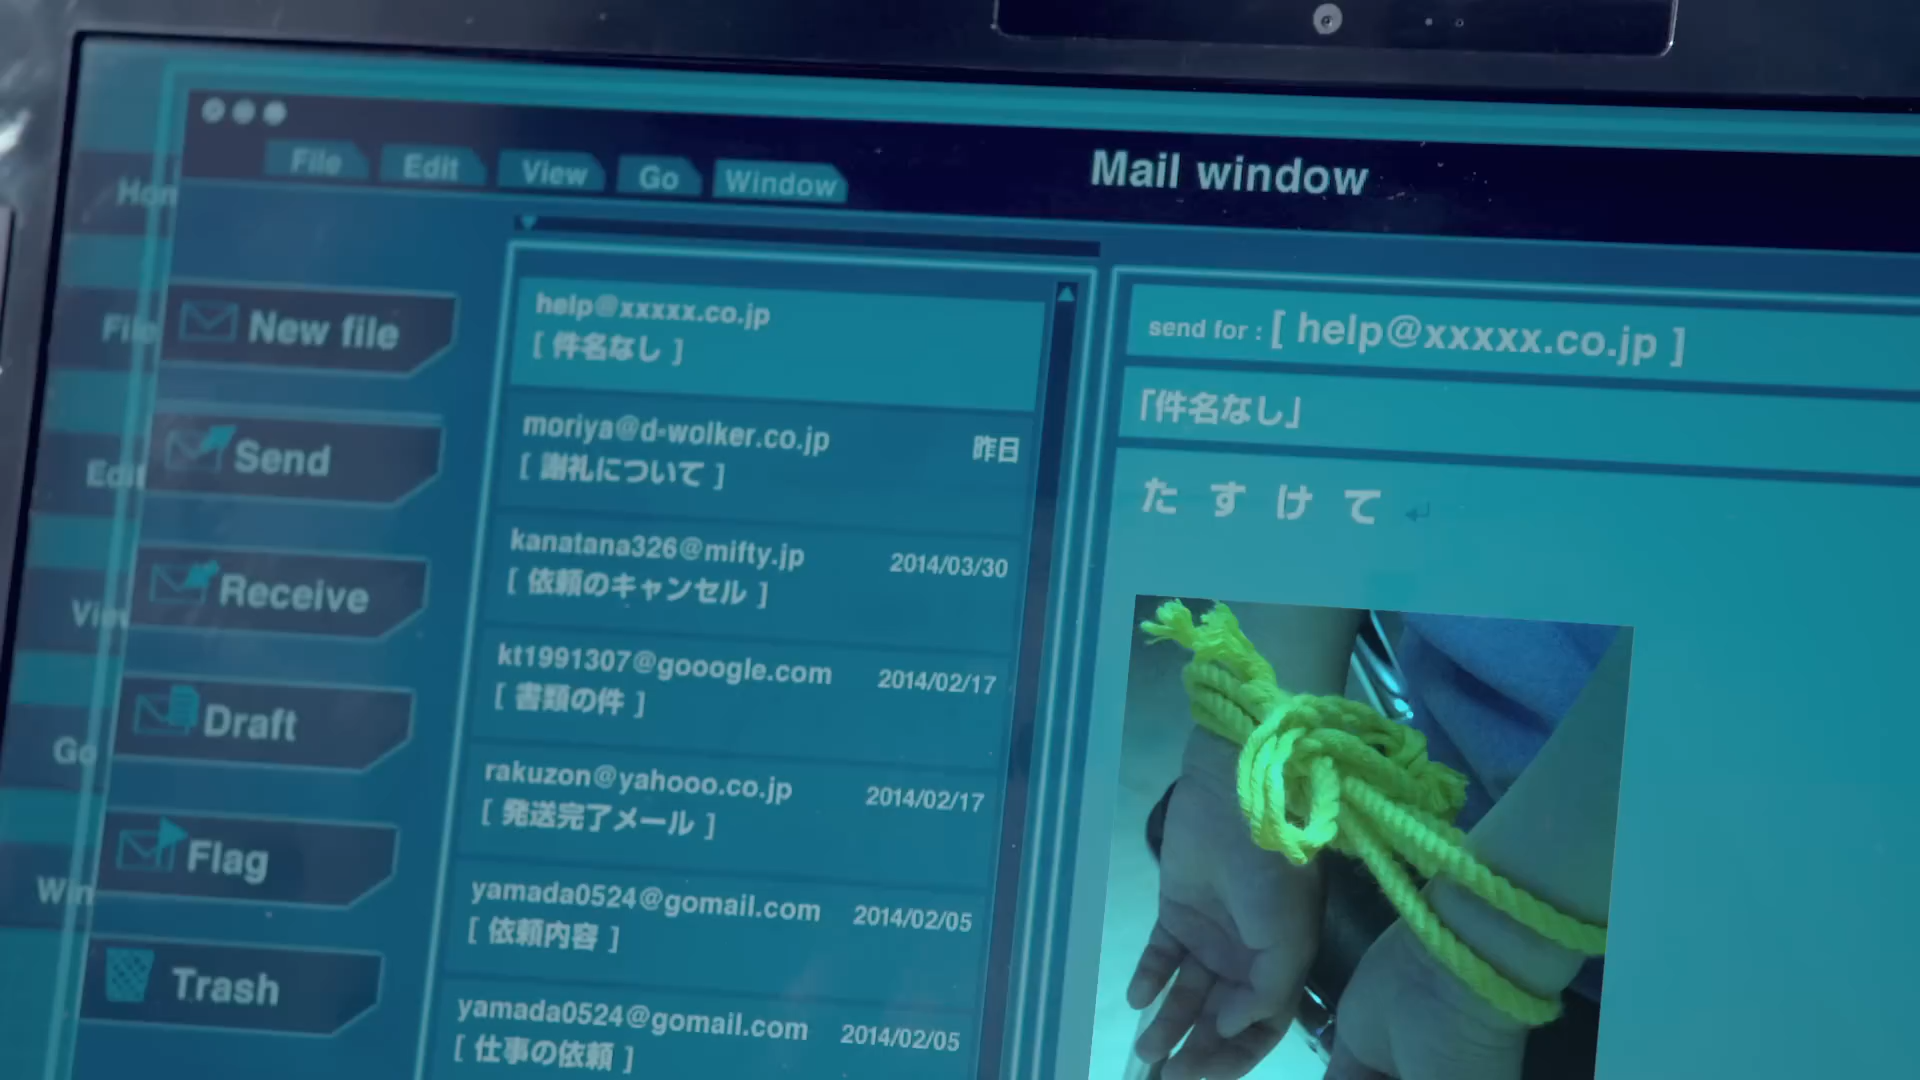 Mail window
File Edit View Go Window
New file
Send
Receive
Draft
Flag
Trash
help@xxxxx.co.jp
[ 件名なし ]
moriya@d-wolker.co.jp 昨日
[ 謝礼について ]
kanatana326@mifty.jp 2014/03/30
[ 依頼のキャンセル ]
kt1991307@gooogle.com 2014/02/17
[ 書類の件 ]
rakuzon@yahooo.co.jp 2014/02/17
[ 発送完了メール ]
yamada0524@gomail.com 2014/02/05
[ 依頼内容 ]
yamada0524@gomail.com 2014/02/05
[ 仕事の依頼 ]
send for : [ help@xxxxx.co.jp ]
「件名なし」
た す け て ↵